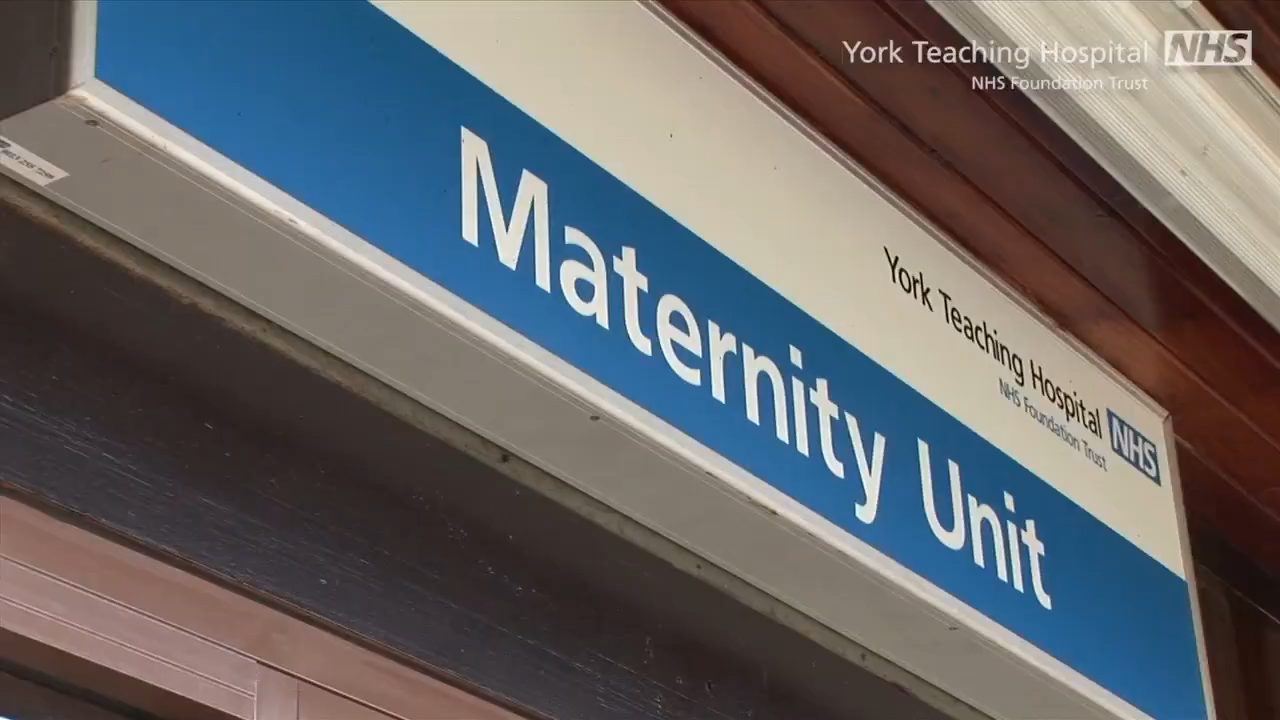 York Teaching Hospital NHS
NHS Foundation Trust
Maternity Unit
York Teaching Hospital NHS
NHS Foundation Trust